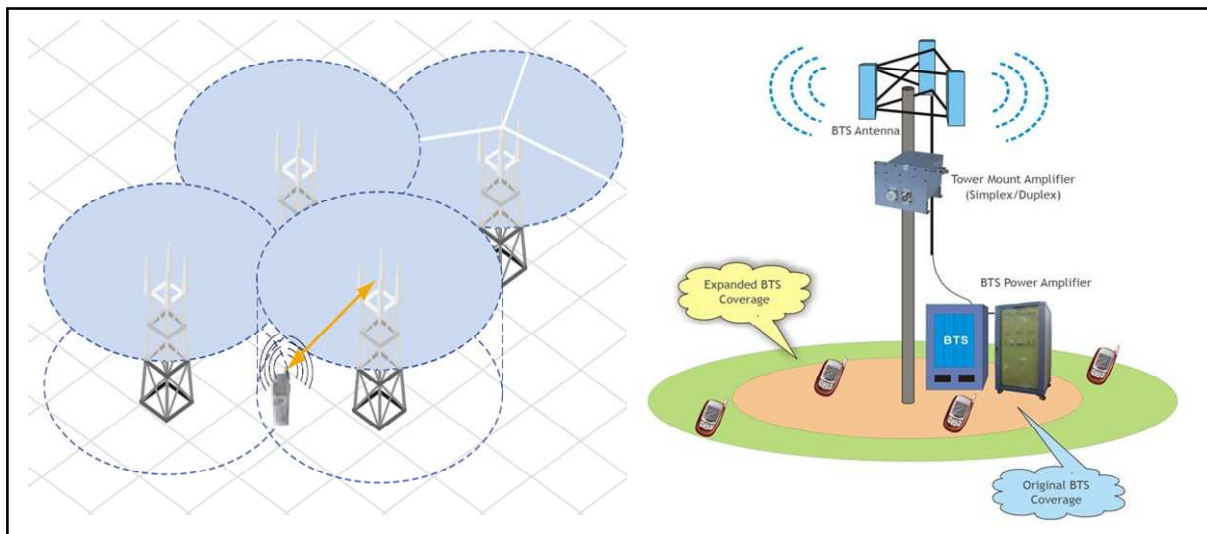 BTS Antenna
Tower Mount Amplifier
(Simplex/Duplex)
Expanded BTS
Coverage
BTS Power Amplifier
BTS
Original BTS
Coverage